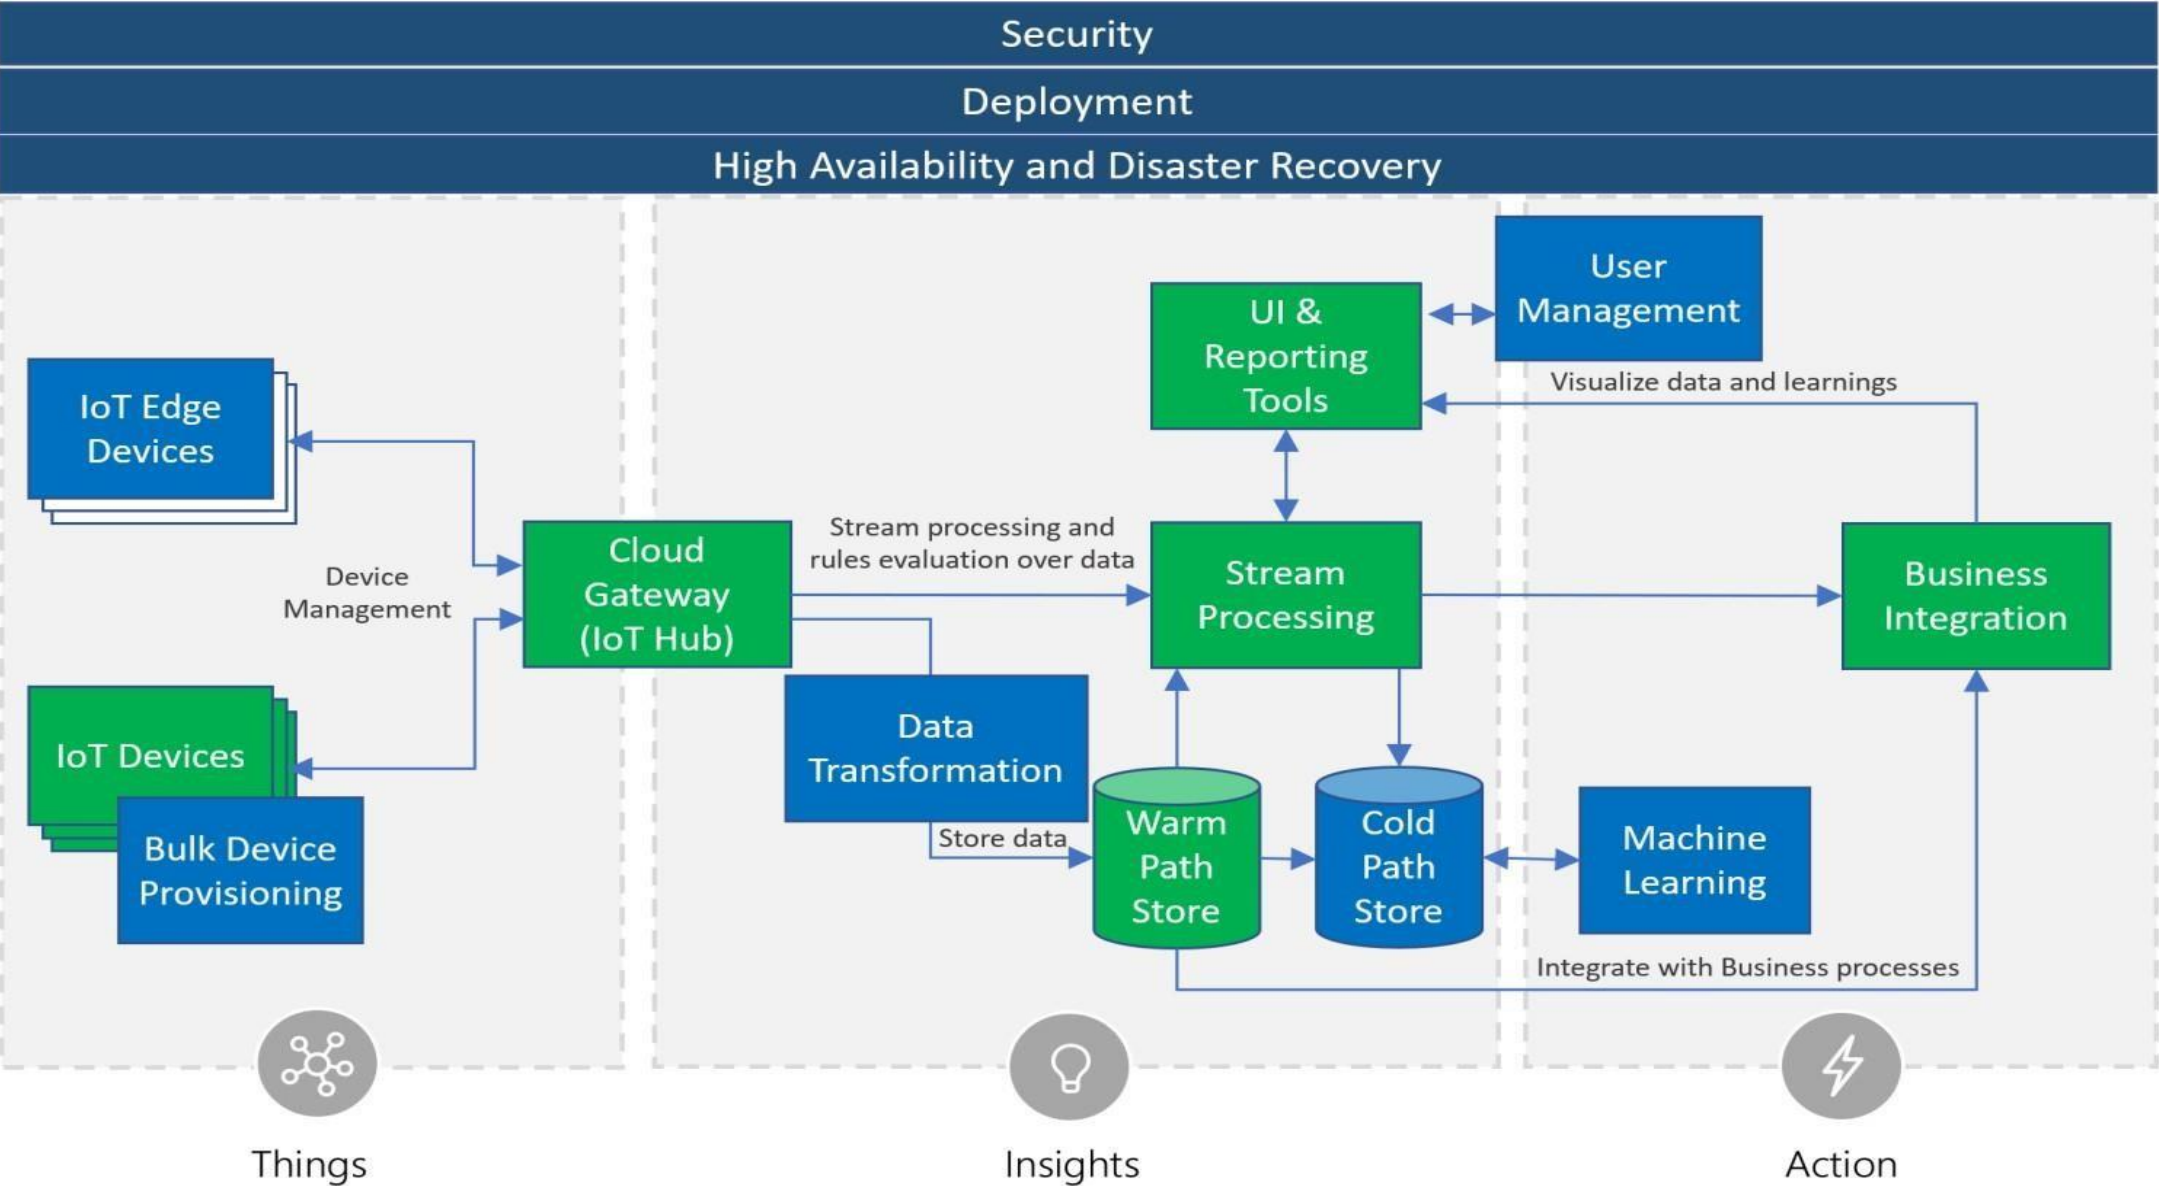 Security
Deployment
High Availability and Disaster Recovery
User
Management
UI &
Reporting
Tools
Visualize data and learnings
IoT Edge
Devices
Device
Management
Cloud
Gateway
(IoT Hub)
Stream processing and
rules evaluation over data
Stream
Processing
Business
Integration
IoT Devices
Bulk Device
Provisioning
Data
Transformation
Store data
Warm
Path
Store
Cold
Path
Store
Machine
Learning
Integrate with Business processes
Things
Insights
Action